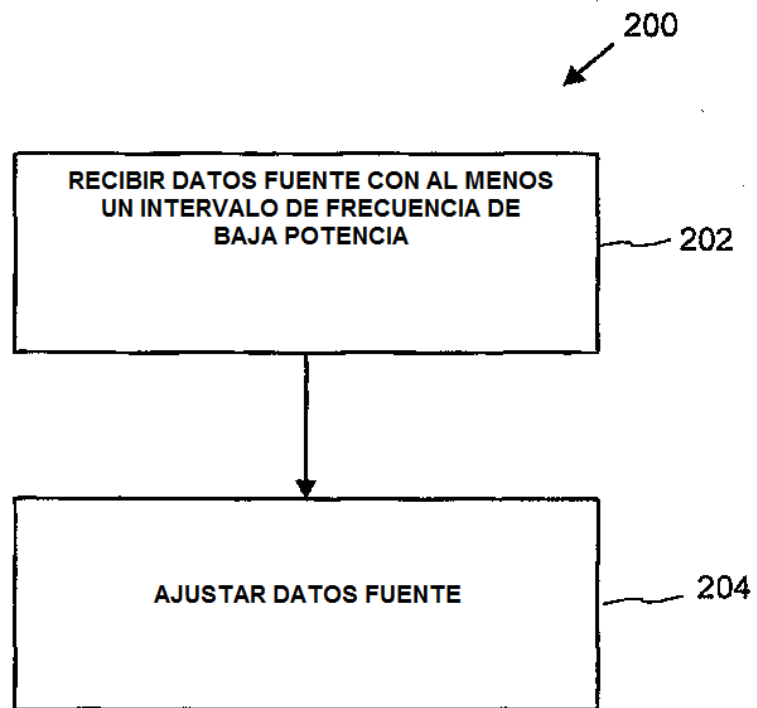 200
RECIBIR DATOS FUENTE CON AL MENOS
UN INTERVALO DE FRECUENCIA DE
BAJA POTENCIA
202
AJUSTAR DATOS FUENTE
204